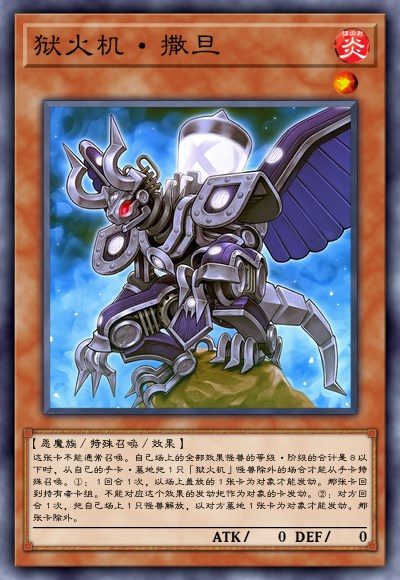 狱火机·撒旦
ほのお
炎
【恶魔族/特殊召唤/效果】
这张卡不能通常召唤。自己场上的全部效果怪兽的等级·阶级的合计是8以
下时,从自己的手卡·墓地把1只「狱火机」怪兽除外的场合才能从手卡特
殊召唤。①:1回合1次,以场上盖放的1张卡为对象才能发动。那张卡回
到持有者卡组。不能对应这个效果的发动把作为对象的卡发动。②:对方回
合1次,把自己场上1只怪兽解放,以对方墓地1张卡为对象才能发动。那
张卡除外。
ATK/ 0 DEF/ 0